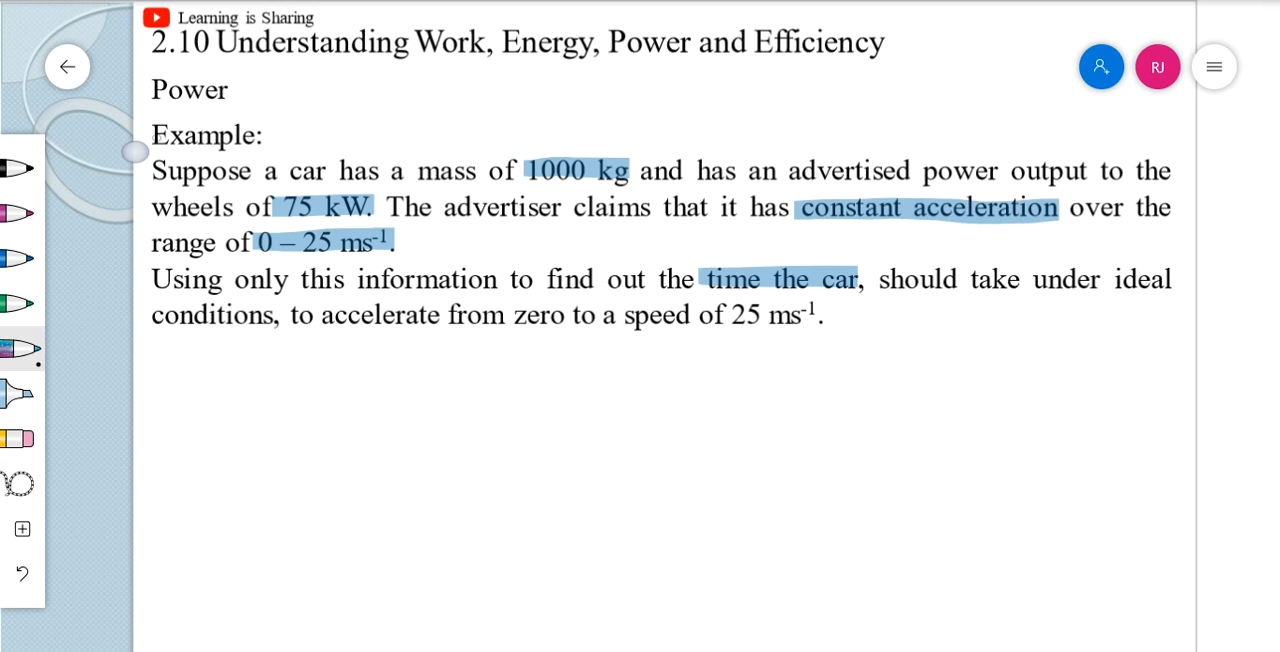 Learning is Sharing
2.10 Understanding Work, Energy, Power and Efficiency
RJ
Power
Example:
Suppose a car has a mass of 1000 kg and has an advertised power output to the
wheels of 75 kW. The advertiser claims that it has constant acceleration over the
range of 0 – 25 ms⁻¹.
Using only this information to find out the time the car, should take under ideal
conditions, to accelerate from zero to a speed of 25 ms⁻¹.